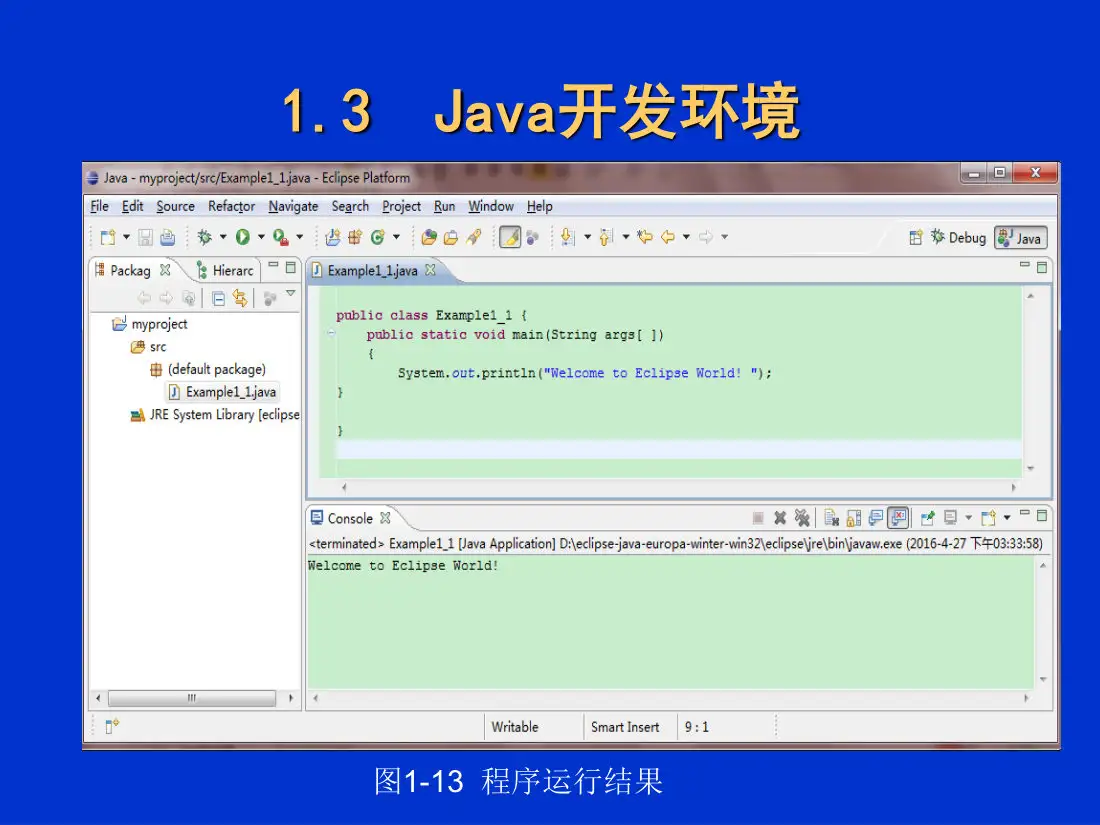 1.3 Java开发环境
Java - myproject/src/Example1_1.java - Eclipse Platform
File Edit Source Refactor Navigate Search Project Run Window Help
Debug Java
Packag Hierarc
Example1_1.java
myproject
src
(default package)
Example1_1.java
JRE System Library [eclipse
public class Example1_1 {
public static void main(String args[ ])
{
System.out.println("Welcome to Eclipse World! ");
}
}
Console
<terminated> Example1_1 [Java Application] D:\eclipse-java-europa-winter-win32\eclipse\jre\bin\javaw.exe (2016-4-27 下午03:33:58)
Welcome to Eclipse World!
Writable Smart Insert 9 : 1
图1-13 程序运行结果